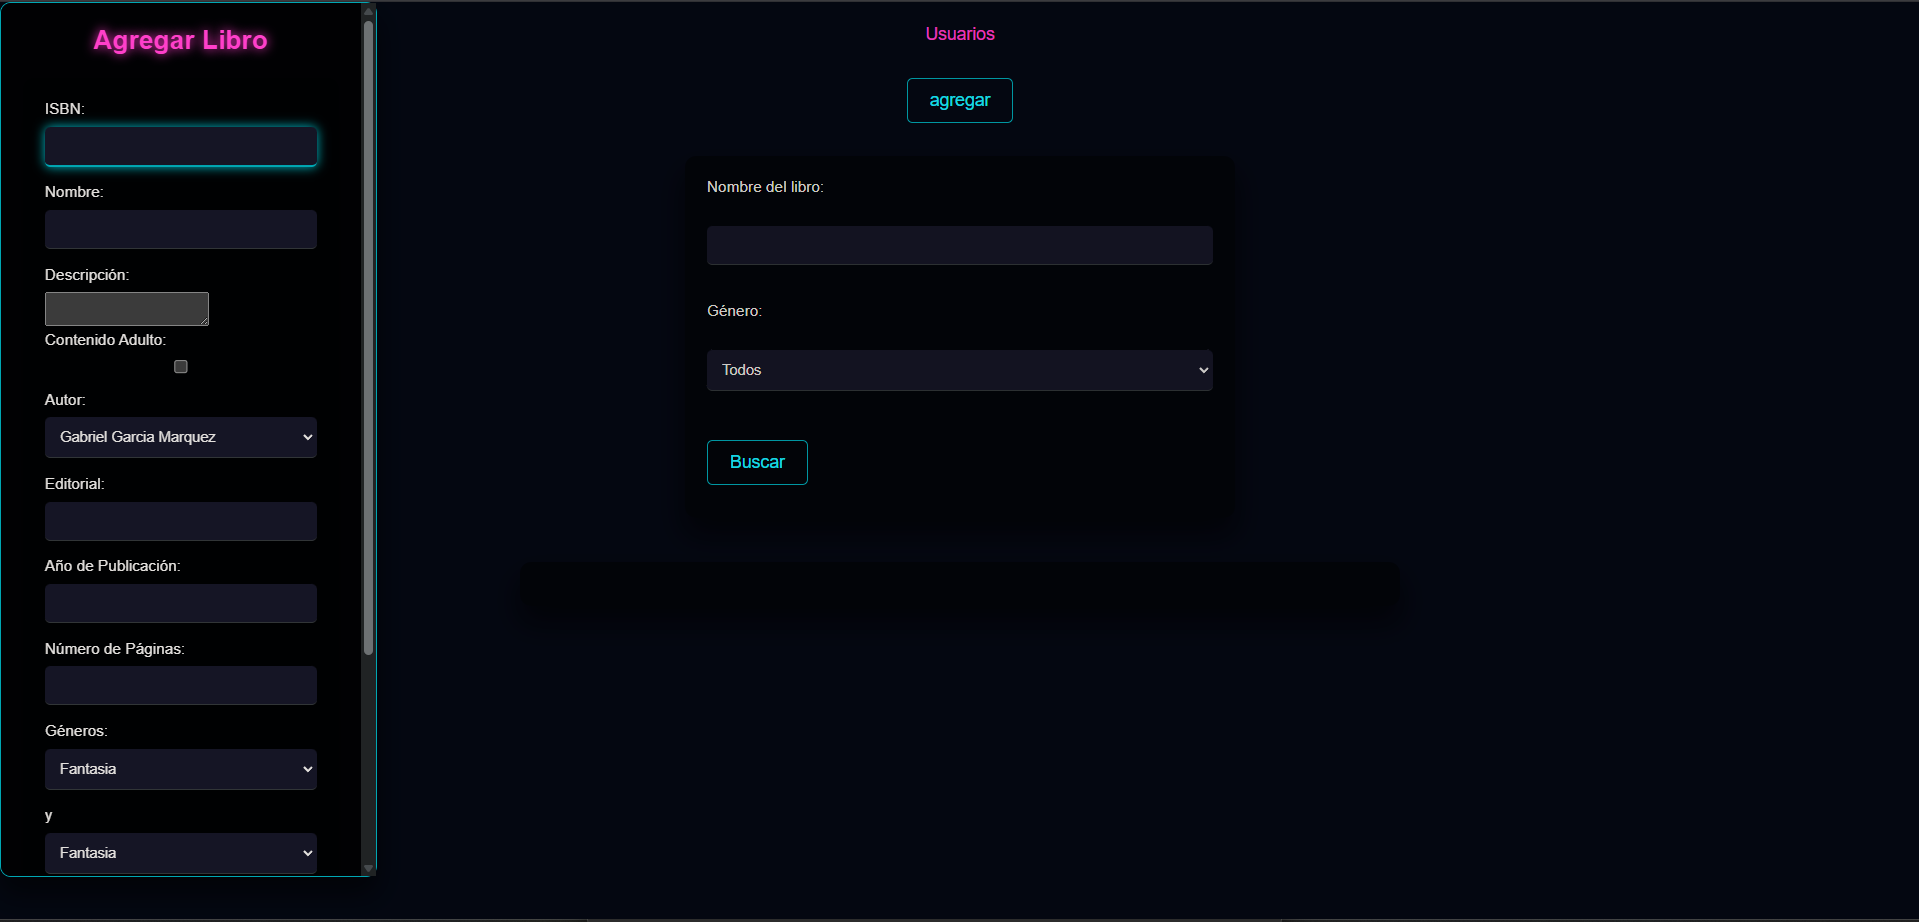 Agregar Libro
ISBN:
Nombre:
Descripción:
Contenido Adulto:
Autor:
Gabriel Garcia Marquez
Editorial:
Año de Publicación:
Número de Páginas:
Géneros:
Fantasia
y
Fantasia
Usuarios
agregar
Nombre del libro:
Género:
Todos
Buscar